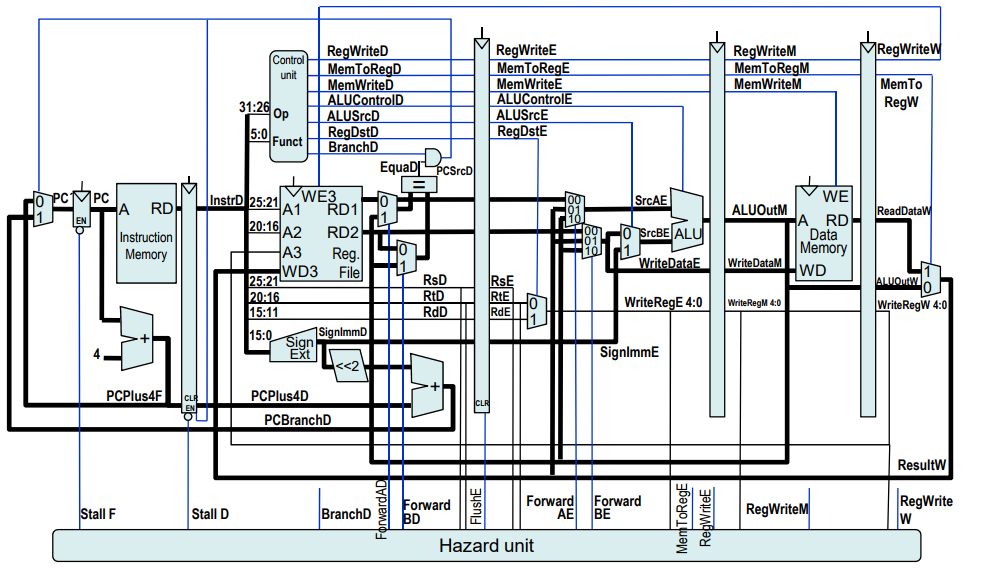 RegWriteD
MemToRegD
MemWriteD
ALUControlD
ALUSrcD
RegDstD
BranchD
RegWriteE
MemToRegE
MemWriteE
ALUControlE
ALUSrcE
RegDstE
RegWriteM
MemToRegM
MemWriteM
RegWriteW
MemTo
RegW
Control
unit
31:26
Op
5:0
Funct
EquaD
PCSrcD
=
0
1
PC'
PC
EN
A
RD
Instruction
Memory
InstrD
25:21
20:16
WE3
A1
RD1
A2
RD2
A3
Reg.
WD3
File
0
1
0
1
00
01
10
00
01
10
0
1
SrcAE
SrcBE
ALU
ALUOutM
WE
A
RD
Data
Memory
WD
ReadDataW
ALUOutW
1
0
WriteDataE
WriteDataM
25:21
RsD
RsE
20:16
RtD
RtE
15:11
RdD
RdE
0
1
WriteRegE 4:0
WriteRegM 4:0
WriteRegW 4:0
15:0
Sign
Ext
SignImmD
SignImmE
<<2
+
+
4
PCPlus4F
CLR
EN
PCPlus4D
PCBranchD
CLR
ResultW
Stall F
Stall D
BranchD
ForwardAD
Forward
BD
FlushE
Forward
AE
Forward
BE
MemToRegE
RegWriteE
RegWriteM
RegWrite
W
Hazard unit